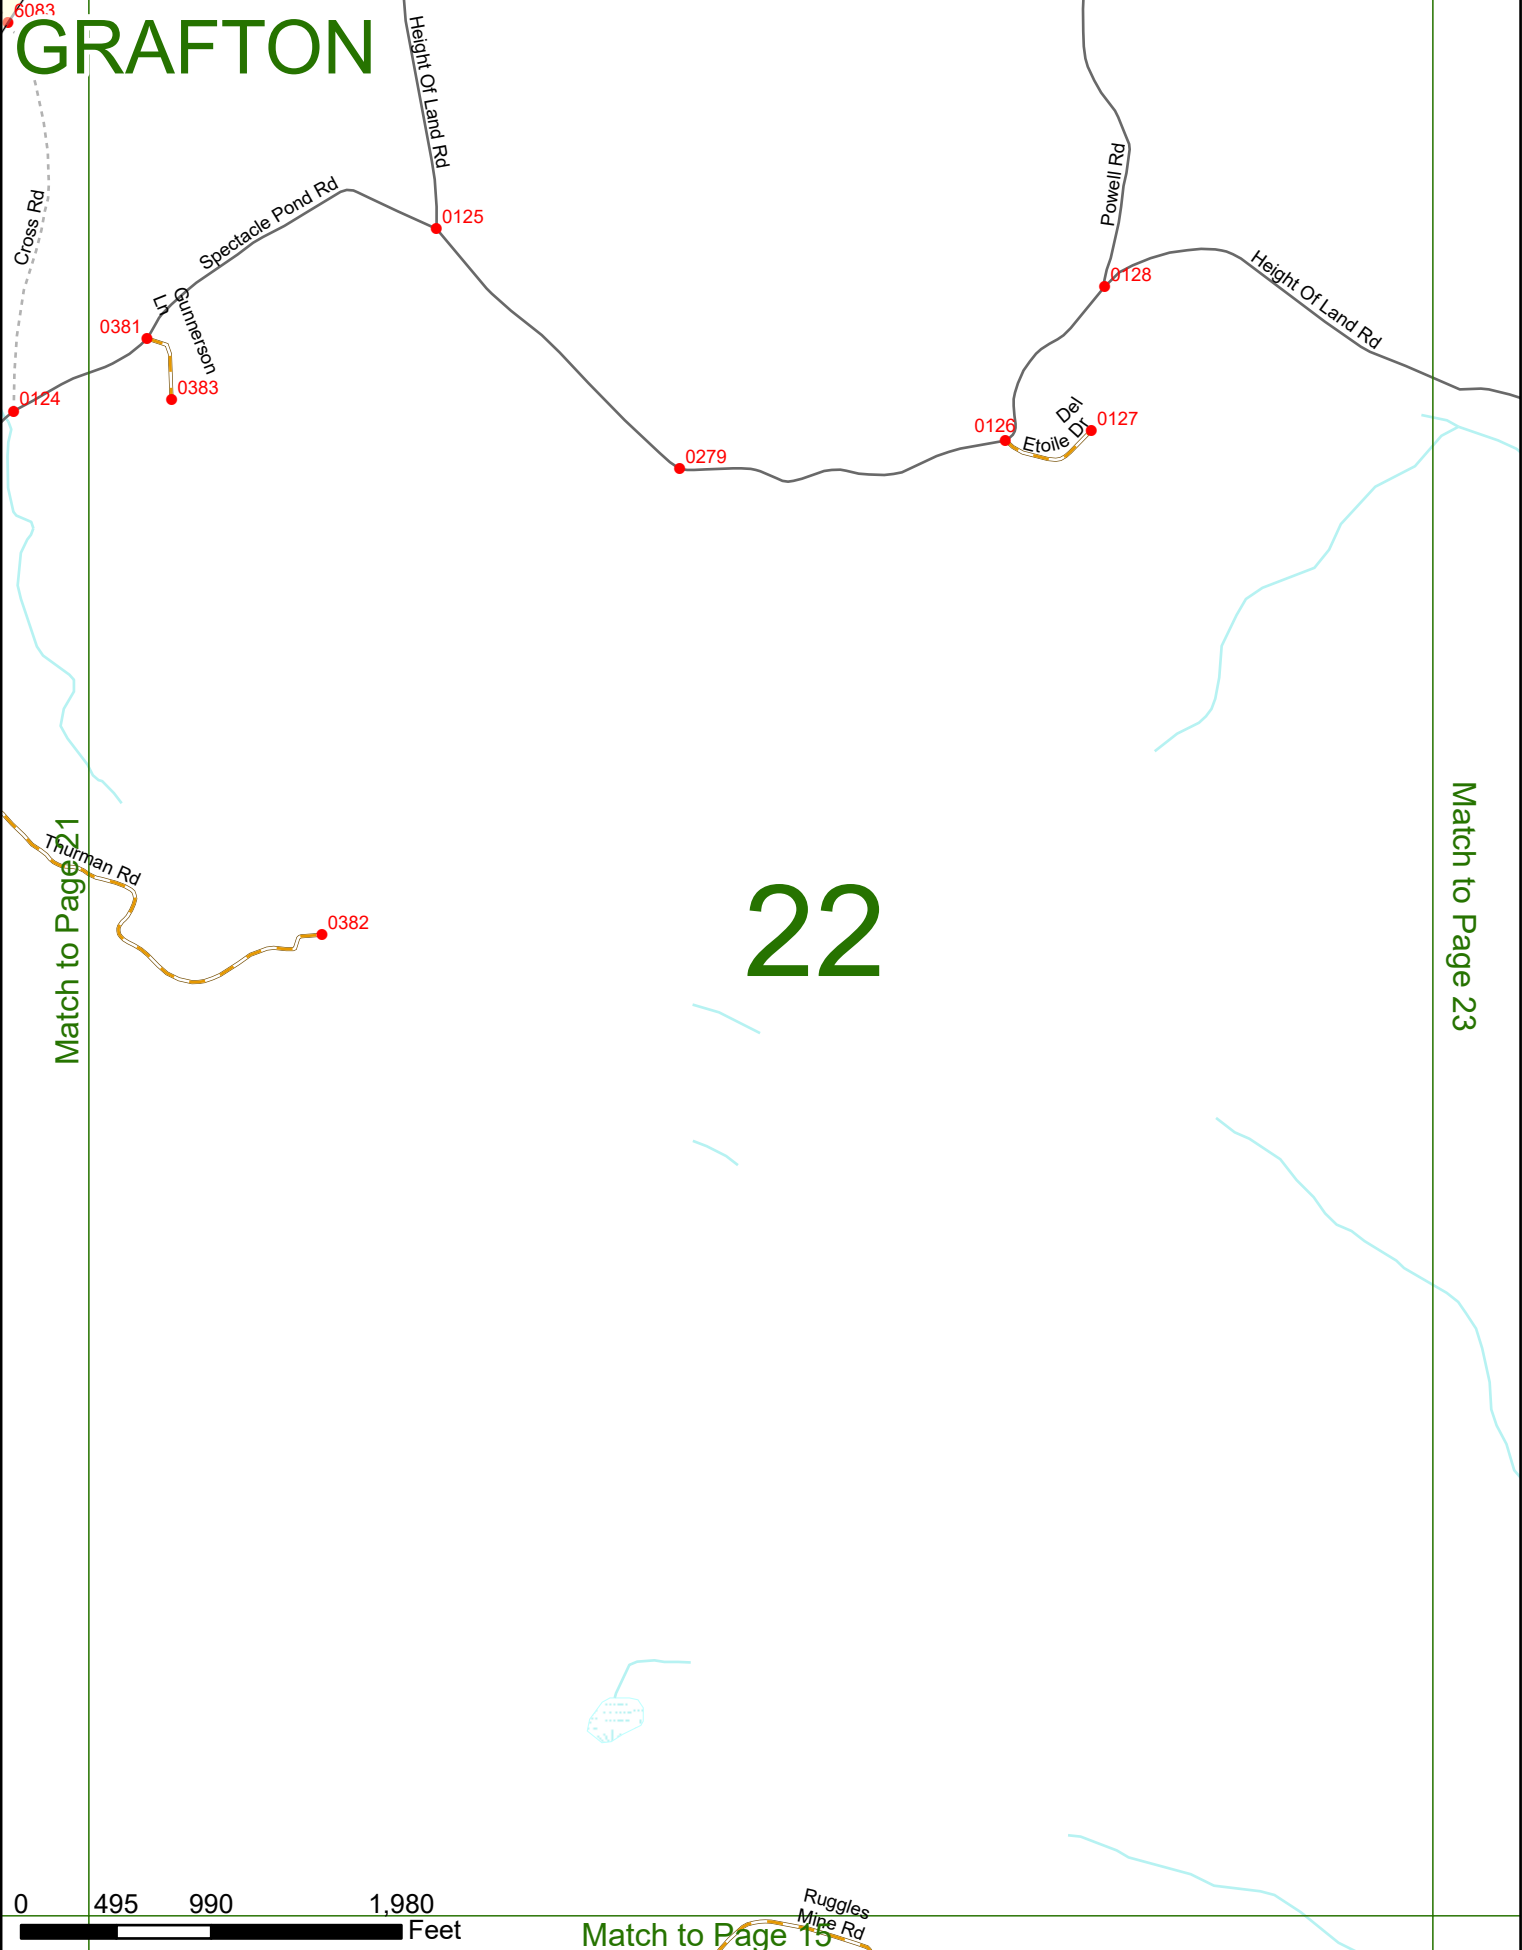 6083
GRAFTON
Height Of Land Rd
Cross Rd
Spectacle Pond Rd
0125
Powell Rd
0128
Height Of Land Rd
Gunnerson
Ln
0381
0383
0124
0279
0126
Del
Etoile Dr
0127
Thurman Rd
0382
Match to Page 21
22
Match to Page 23
0 495 990 1,980
Feet
Ruggles
Mine Rd
Match to Page 15